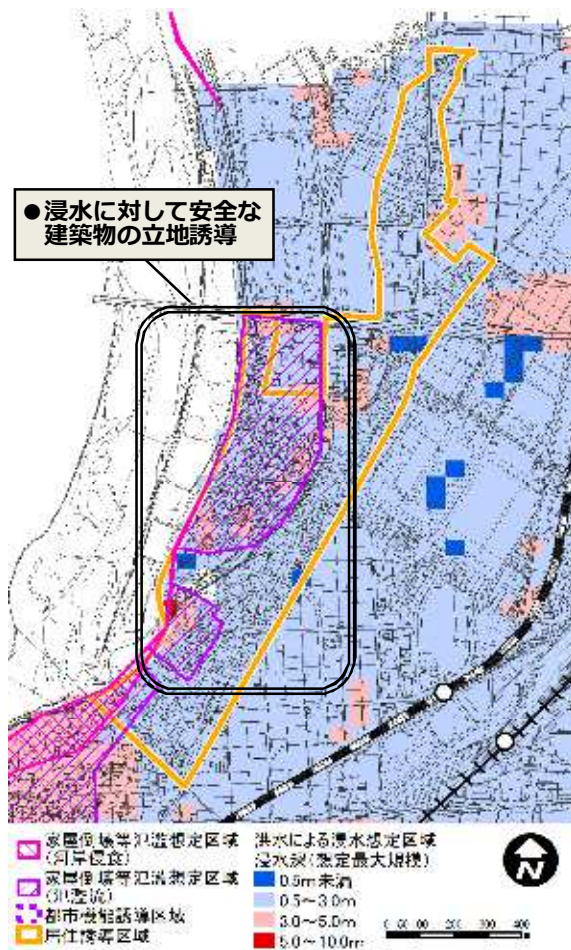 ●浸水に対して安全な
建築物の立地誘導
家屋倒壊等氾濫想定区域
(河岸侵食)
家屋倒壊等氾濫想定区域
(氾濫流)
都市機能誘導区域
居住誘導区域
洪水による浸水想定区域
浸水深(想定最大規模)
0.5m未満
0.5~3.0m
3.0~5.0m
5.0~10.0m
N